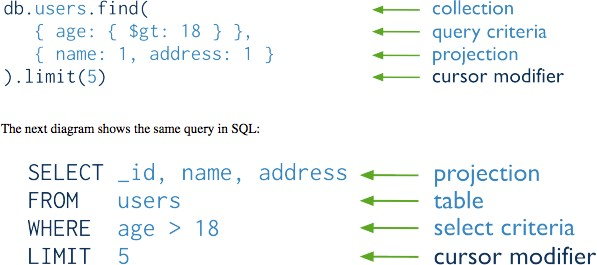 db.users.find( collection
{ age: { $gt: 18 } }, query criteria
{ name: 1, address: 1 } projection
).limit(5) cursor modifier
The next diagram shows the same query in SQL:
SELECT _id, name, address projection
FROM users table
WHERE age > 18 select criteria
LIMIT 5 cursor modifier